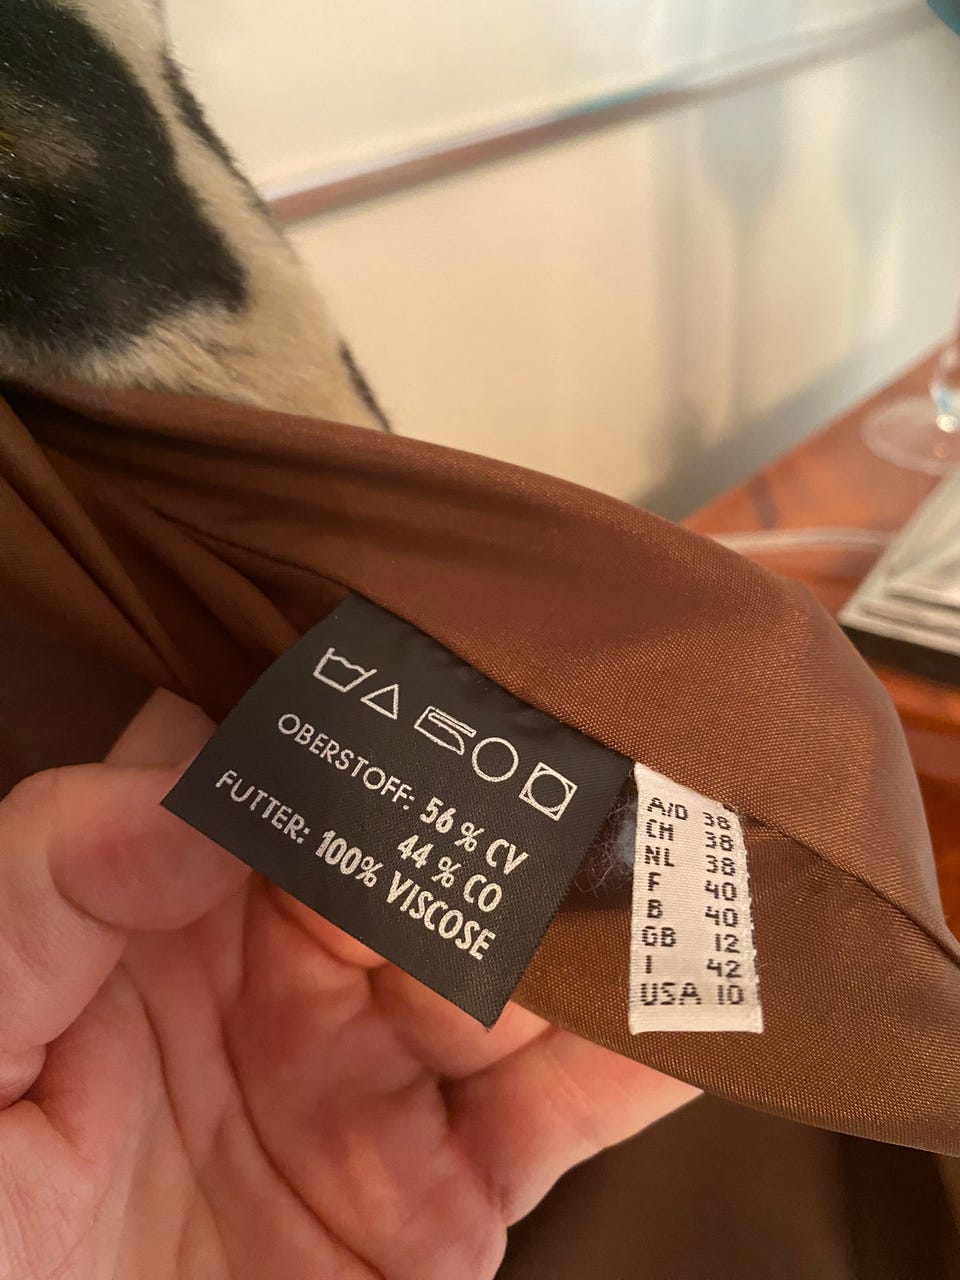 OBERSTOFF: 56 % CV
44 % CO
FUTTER: 100% VISCOSE
A/D 38
CH 38
NL 38
F 40
B 40
GB 12
I 42
USA 10